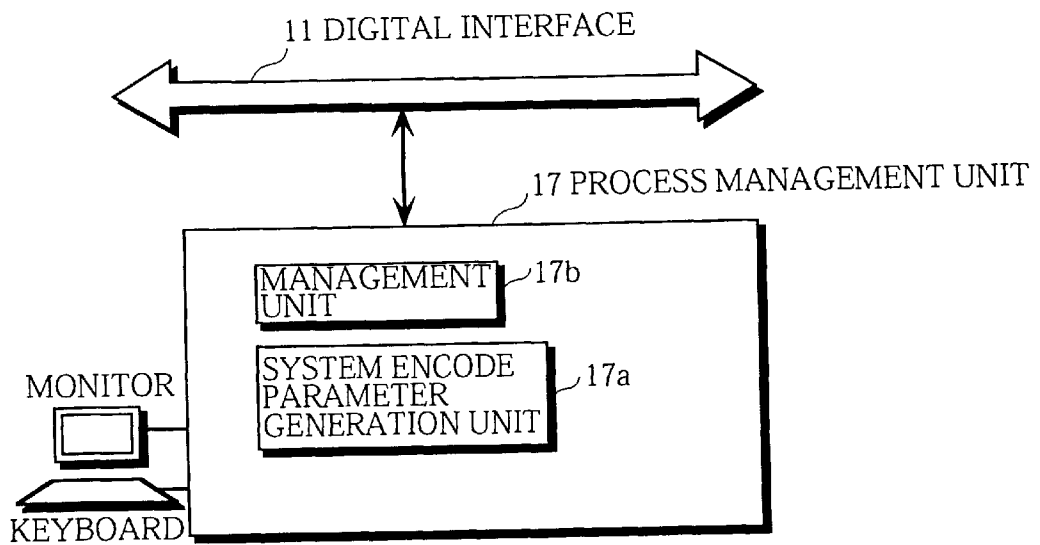 11 DIGITAL INTERFACE
17 PROCESS MANAGEMENT UNIT
MANAGEMENT
UNIT
17b
SYSTEM ENCODE
PARAMETER
GENERATION UNIT
17a
MONITOR
KEYBOARD